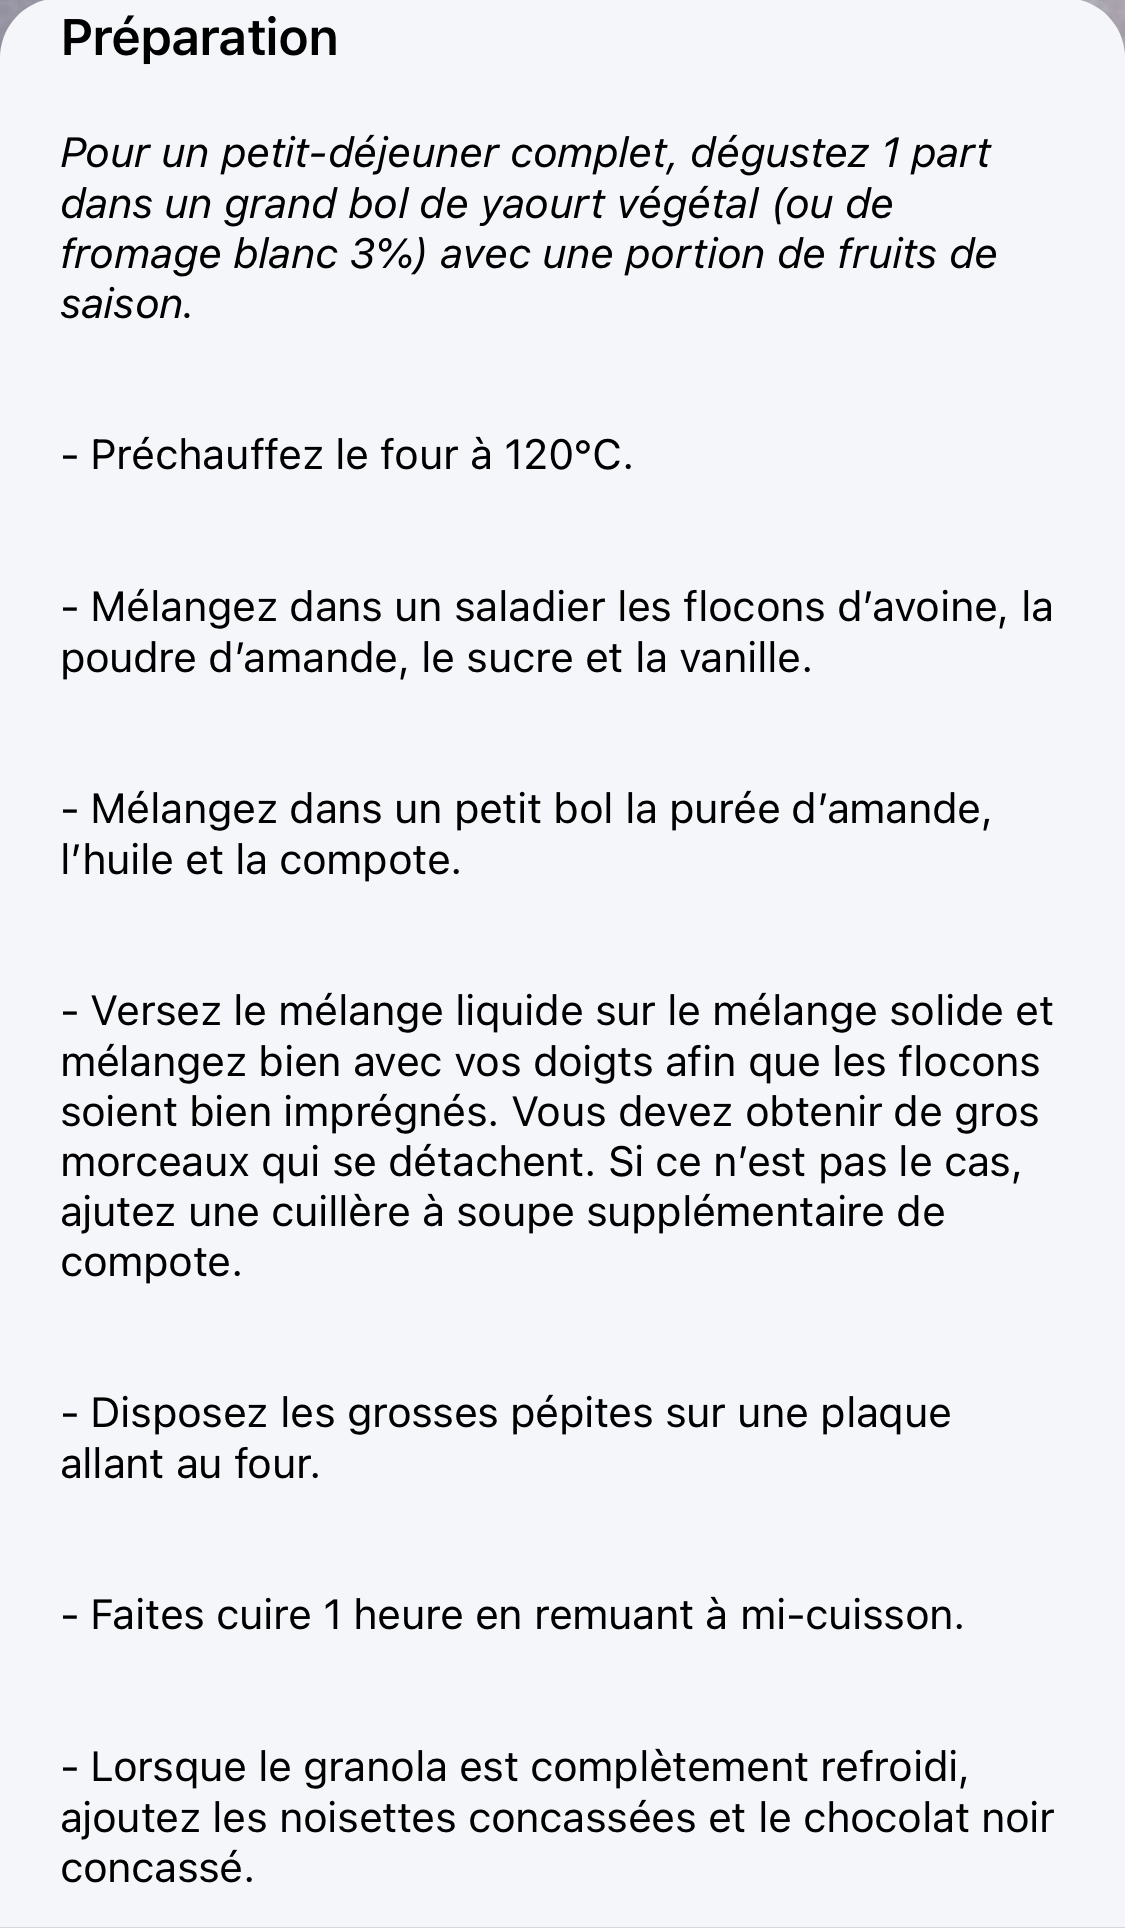 Préparation
Pour un petit-déjeuner complet, dégustez 1 part
dans un grand bol de yaourt végétal (ou de
fromage blanc 3%) avec une portion de fruits de
saison.
- Préchauffez le four à 120°C.
- Mélangez dans un saladier les flocons d’avoine, la
poudre d’amande, le sucre et la vanille.
- Mélangez dans un petit bol la purée d’amande,
l’huile et la compote.
- Versez le mélange liquide sur le mélange solide et
mélangez bien avec vos doigts afin que les flocons
soient bien imprégnés. Vous devez obtenir de gros
morceaux qui se détachent. Si ce n’est pas le cas,
ajutez une cuillère à soupe supplémentaire de
compote.
- Disposez les grosses pépites sur une plaque
allant au four.
- Faites cuire 1 heure en remuant à mi-cuisson.
- Lorsque le granola est complètement refroidi,
ajoutez les noisettes concassées et le chocolat noir
concassé.